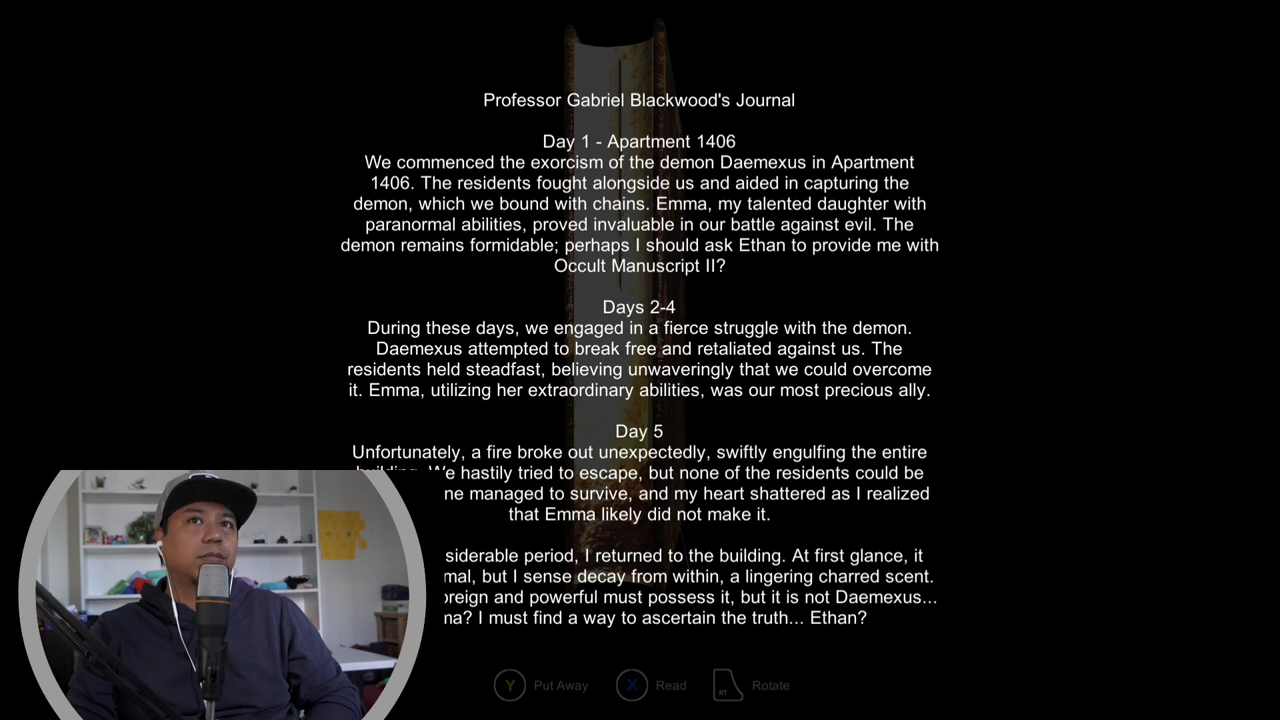 Professor Gabriel Blackwood's Journal
Day 1 - Apartment 1406
We commenced the exorcism of the demon Daemexus in Apartment
1406. The residents fought alongside us and aided in capturing the
demon, which we bound with chains. Emma, my talented daughter with
paranormal abilities, proved invaluable in our battle against evil. The
demon remains formidable; perhaps I should ask Ethan to provide me with
Occult Manuscript II?
Days 2-4
During these days, we engaged in a fierce struggle with the demon.
Daemexus attempted to break free and retaliated against us. The
residents held steadfast, believing unwaveringly that we could overcome
it. Emma, utilizing her extraordinary abilities, was our most precious ally.
Day 5
Unfortunately, a fire broke out unexpectedly, swiftly engulfing the entire
hastily tried to escape, but none of the residents could be
managed to survive, and my heart shattered as I realized
that Emma likely did not make it.
period, I returned to the building. At first glance, it
but I sense decay from within, a lingering charred scent.
and powerful must possess it, but it is not Daemexus...
I must find a way to ascertain the truth... Ethan?
Y Put Away X Read RT Rotate